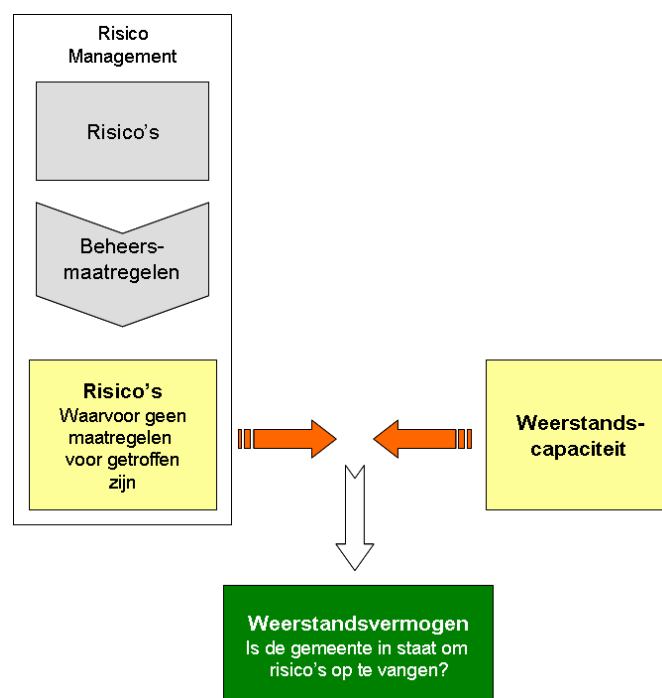 Risico
Management
Risico's
Beheers-
maatregelen
Risico's
Waarvoor geen
maatregelen
voor getroffen
zijn
Weerstands-
capaciteit
Weerstandsvermogen
Is de gemeente in staat om
risico's op te vangen?